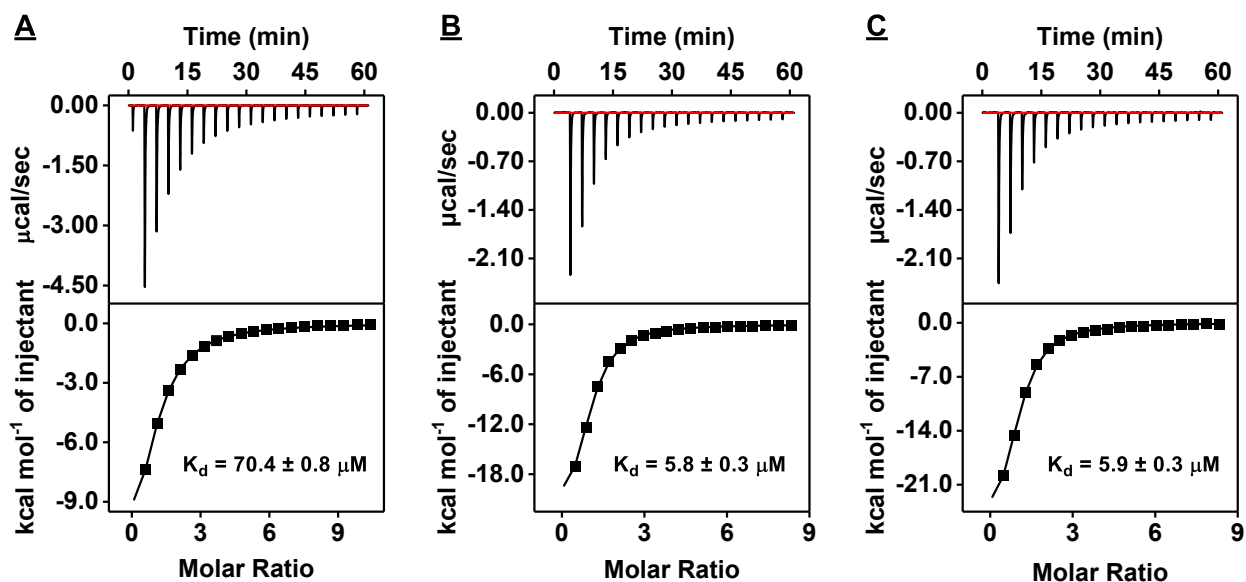 A
Time (min)
0 15 30 45 60
0.00
-1.50
-3.00
-4.50
µcal/sec
0.0
-3.0
-6.0
-9.0
kcal mol⁻¹ of injectant
K_d = 70.4 ± 0.8 µM
0 3 6 9
Molar Ratio
B
Time (min)
0 15 30 45 60
0.00
-0.70
-1.40
-2.10
µcal/sec
0.0
-6.0
-12.0
-18.0
kcal mol⁻¹ of injectant
K_d = 5.8 ± 0.3 µM
0 3 6 9
Molar Ratio
C
Time (min)
0 15 30 45 60
0.00
-0.70
-1.40
-2.10
µcal/sec
0.0
-7.0
-14.0
-21.0
kcal mol⁻¹ of injectant
K_d = 5.9 ± 0.3 µM
0 3 6 9
Molar Ratio